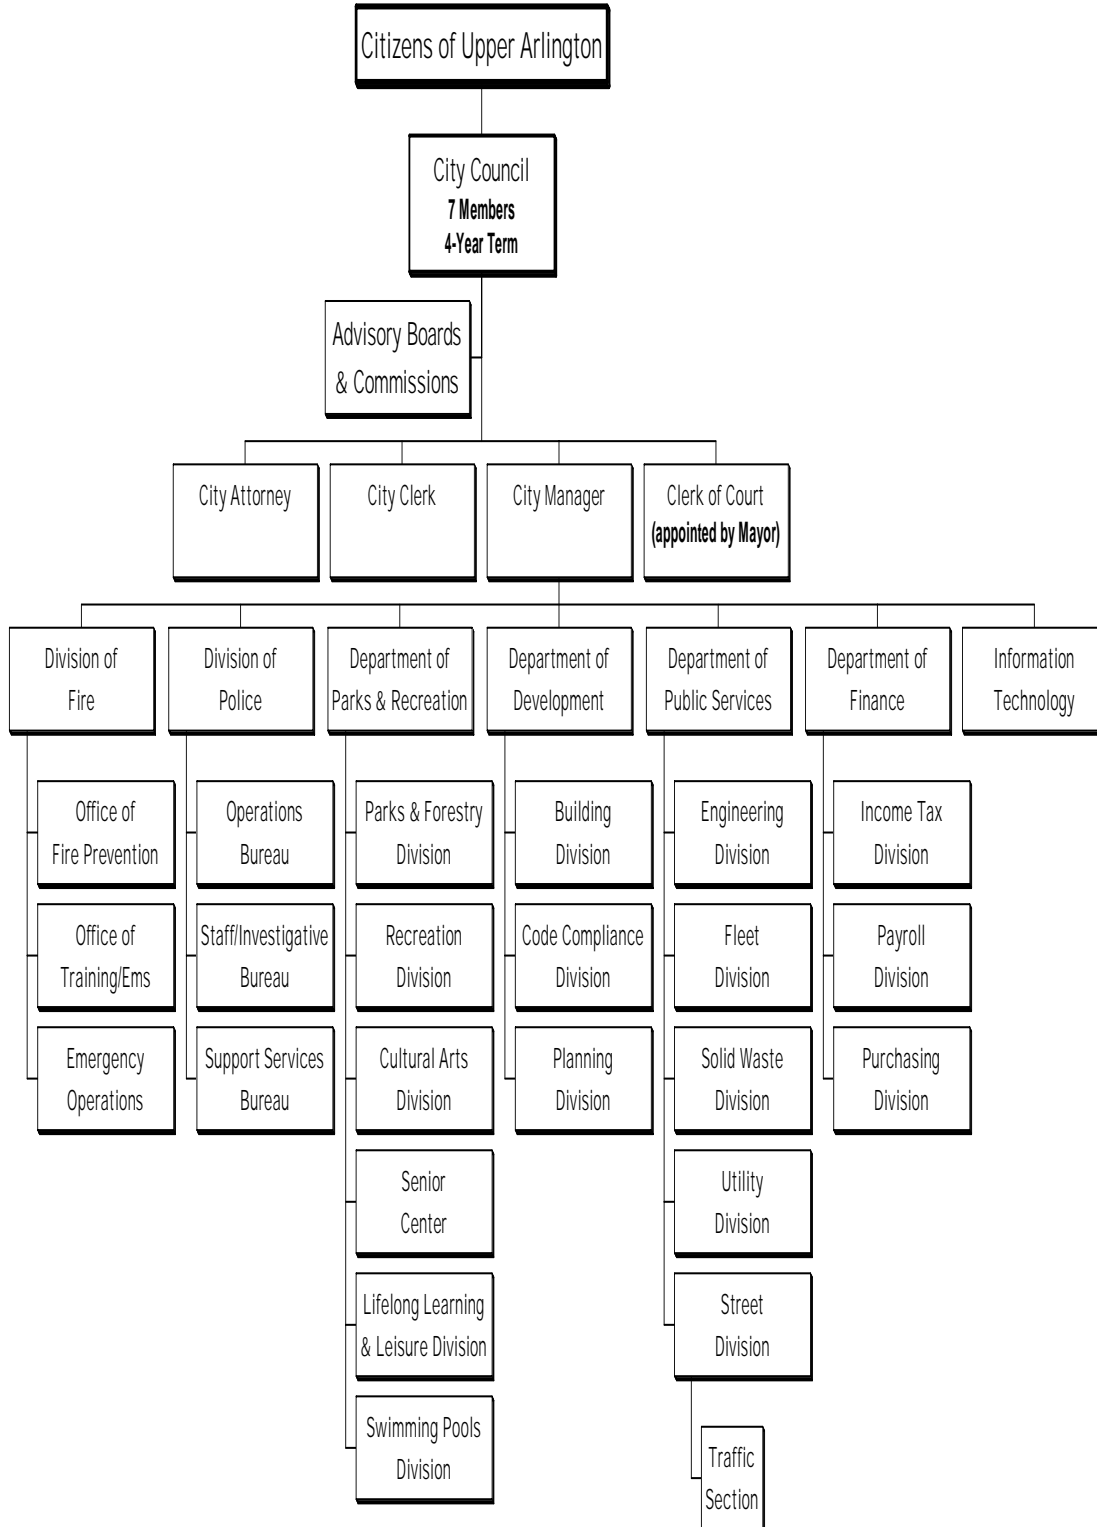 Citizens of Upper Arlington
City Council
7 Members
4-Year Term
Advisory Boards
& Commissions
City Attorney
City Clerk
City Manager
Clerk of Court
(appointed by Mayor)
Division of
Fire
Division of
Police
Department of
Parks & Recreation
Department of
Development
Department of
Public Services
Department of
Finance
Information
Technology
Office of
Fire Prevention
Office of
Training/Ems
Emergency
Operations
Operations
Bureau
Staff/Investigative
Bureau
Support Services
Bureau
Parks & Forestry
Division
Recreation
Division
Cultural Arts
Division
Senior
Center
Lifelong Learning
& Leisure Division
Swimming Pools
Division
Building
Division
Code Compliance
Division
Planning
Division
Engineering
Division
Fleet
Division
Solid Waste
Division
Utility
Division
Street
Division
Traffic
Section
Income Tax
Division
Payroll
Division
Purchasing
Division